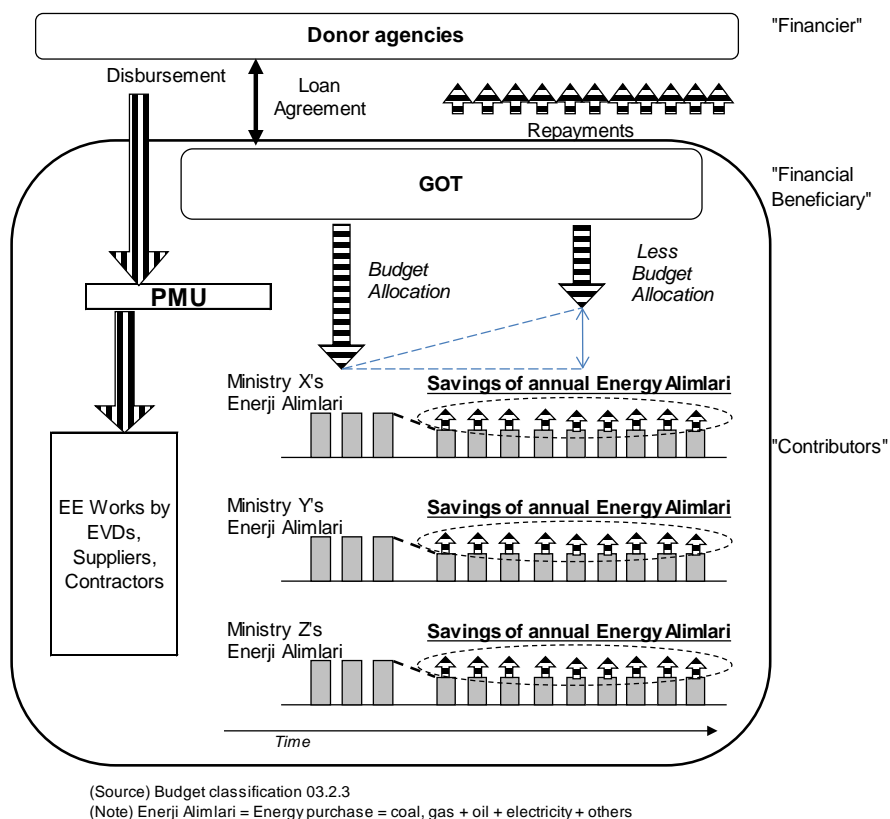 Donor agencies
"Financier"
Disbursement
Loan
Agreement
Repayments
GOT
"Financial
Beneficiary"
Budget
Allocation
Less
Budget
Allocation
PMU
Ministry X's
Enerji Alimlari
Savings of annual Energy Alimlari
"Contributors"
EE Works by
EVDs,
Suppliers,
Contractors
Ministry Y's
Enerji Alimlari
Savings of annual Energy Alimlari
Ministry Z's
Enerji Alimlari
Savings of annual Energy Alimlari
Time
(Source) Budget classification 03.2.3
(Note) Enerji Alimlari = Energy purchase = coal, gas + oil + electricity + others